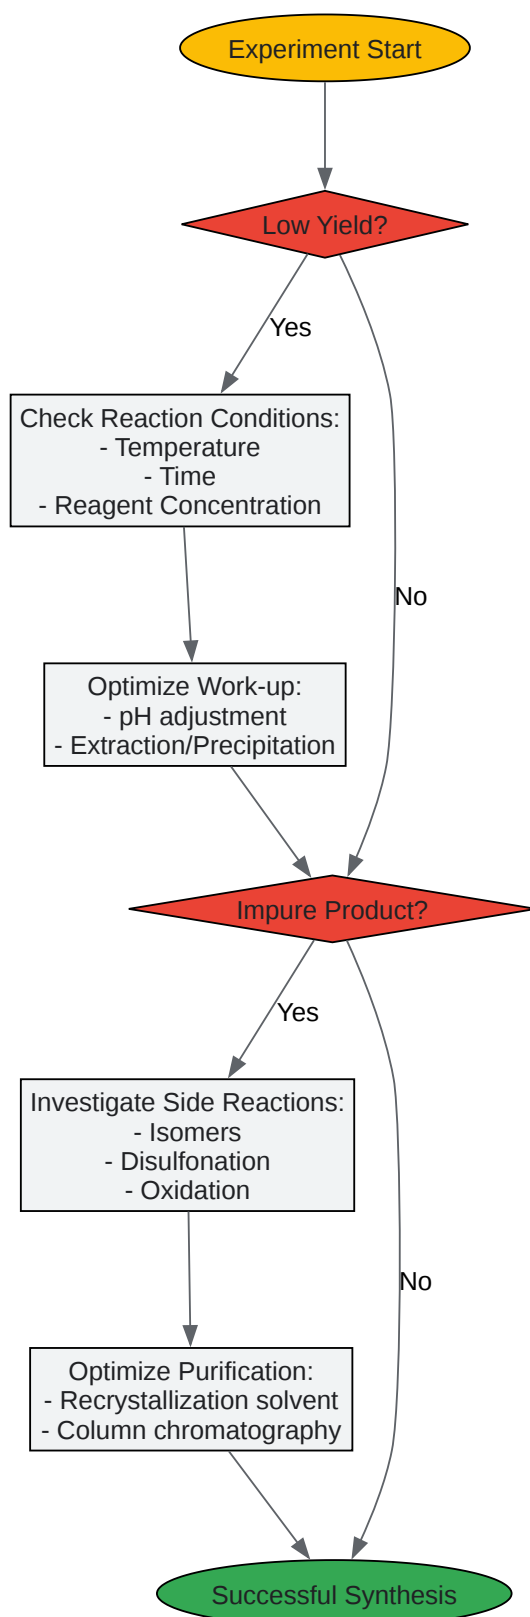 Experiment Start
Low Yield?
Yes
Check Reaction Conditions:
- Temperature
- Time
- Reagent Concentration
No
Optimize Work-up:
- pH adjustment
- Extraction/Precipitation
Impure Product?
Yes
Investigate Side Reactions:
- Isomers
- Disulfonation
- Oxidation
No
Optimize Purification:
- Recrystallization solvent
- Column chromatography
Successful Synthesis